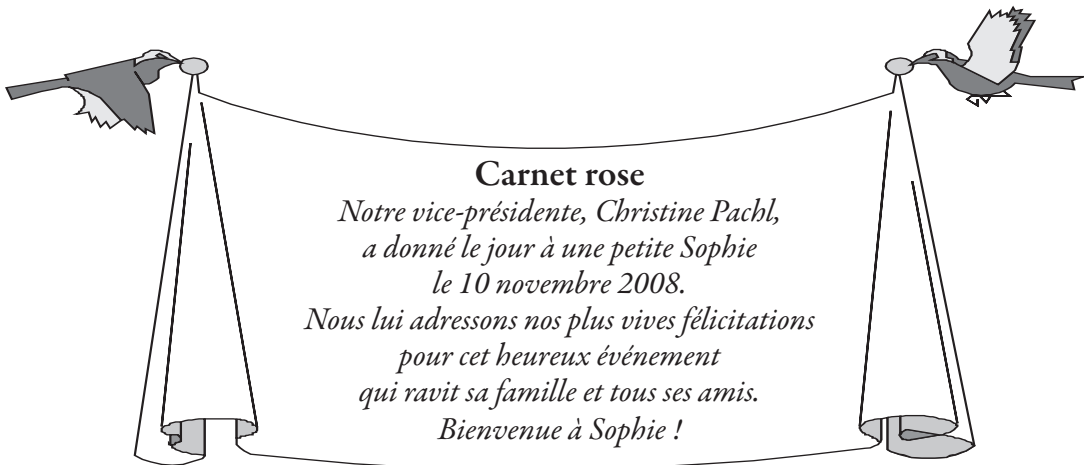 Carnet rose
Notre vice-présidente, Christine Pachl,
a donné le jour à une petite Sophie
le 10 novembre 2008.
Nous lui adressons nos plus vives félicitations
pour cet heureux événement
qui ravit sa famille et tous ses amis.
Bienvenue à Sophie !